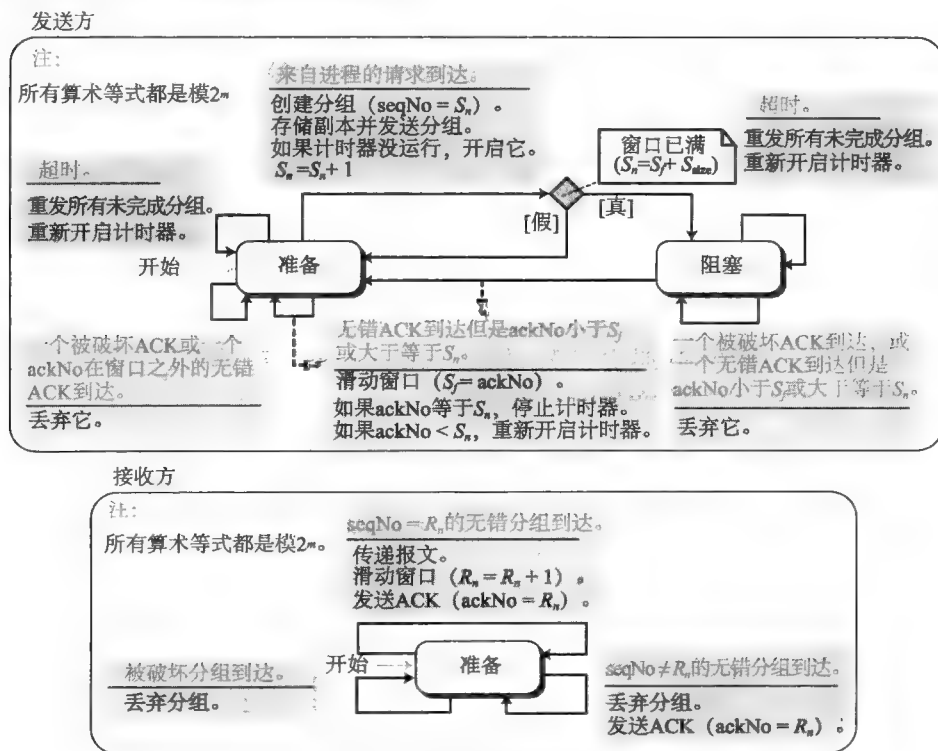 发送方
注：
所有算术等式都是模2ᵐ
来自进程的请求到达。
创建分组（seqNo = Sₙ）。
存储副本并发送分组。
如果计时器没运行，开启它。
Sₙ = Sₙ + 1
窗口已满
(Sₙ = S_f + S_size)
超时。
重发所有未完成分组。
重新开启计时器。
超时。
重发所有未完成分组。
重新开启计时器。
[假]
[真]
开始
准备
阻塞
一个被破坏ACK或一个
ackNo在窗口之外的无错
ACK到达。
丢弃它。
无错ACK到达但是ackNo小于S_f
或大于等于Sₙ。
滑动窗口（S_f = ackNo）。
如果ackNo等于Sₙ，停止计时器。
如果ackNo < Sₙ，重新开启计时器。
一个被破坏ACK到达，或
一个无错ACK到达但是
ackNo小于S_f或大于等于Sₙ。
丢弃它。
接收方
注：
所有算术等式都是模2ᵐ。
seqNo = Rₙ的无错分组到达。
传递报文。
滑动窗口（Rₙ = Rₙ + 1）。
发送ACK（ackNo = Rₙ）。
被破坏分组到达。
丢弃分组。
开始
准备
seqNo ≠ Rₙ的无错分组到达。
丢弃分组。
发送ACK（ackNo = Rₙ）。